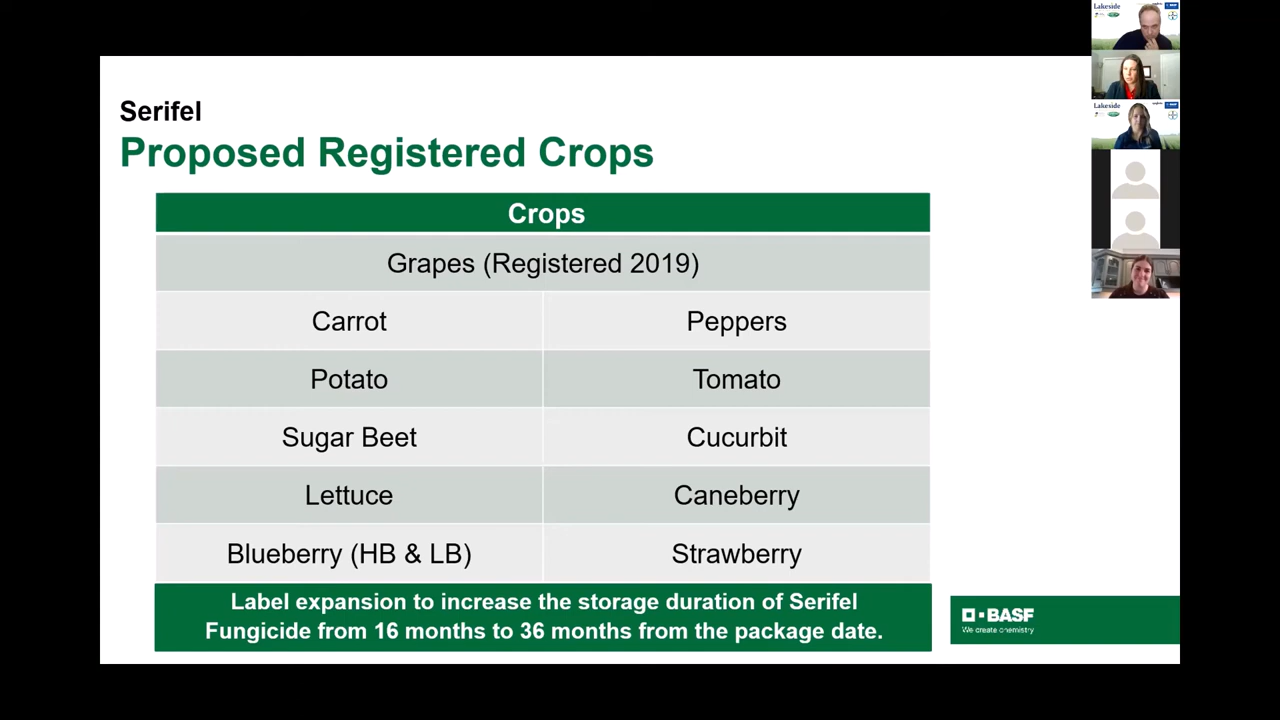 Serifel
Proposed Registered Crops
Crops
Grapes (Registered 2019)
Carrot
Peppers
Potato
Tomato
Sugar Beet
Cucurbit
Lettuce
Caneberry
Blueberry (HB & LB)
Strawberry
Label expansion to increase the storage duration of Serifel
Fungicide from 16 months to 36 months from the package date.
BASF
We create chemistry
Lakeside
Lakeside